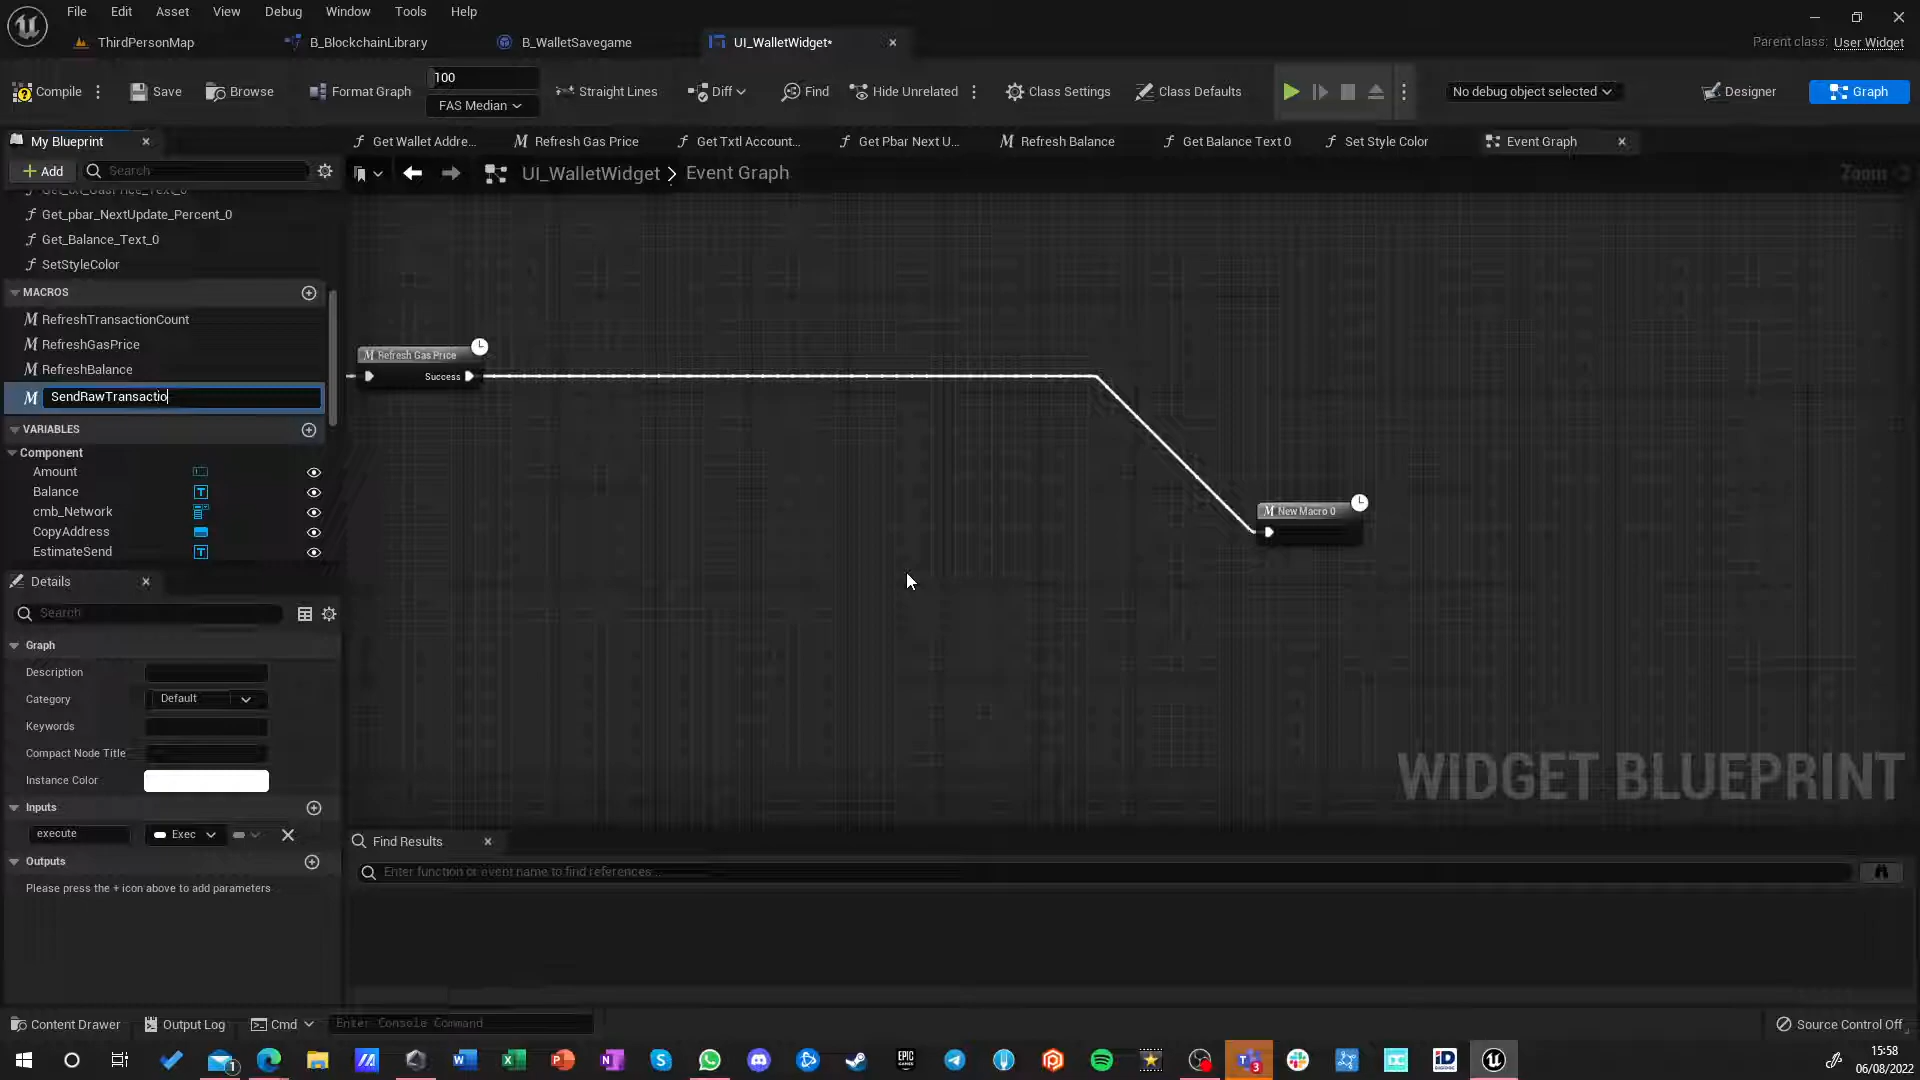 File Edit Asset View Debug Window Tools Help
ThirdPersonMap B_BlockchainLibrary B_WalletSavegame UI_WalletWidget* Parent class: User Widget
Compile Save Browse Format Graph 100 FAS Median Straight Lines Diff Find Hide Unrelated Class Settings Class Defaults No debug object selected Designer Graph
My Blueprint Get Wallet Addre... Refresh Gas Price Get Txtl Account... Get Pbar Next U... Refresh Balance Get Balance Text 0 Set Style Color Event Graph
Add Search UI_WalletWidget > Event Graph Zoom
Get_txt_GasPrice_Text_0
Get_pbar_NextUpdate_Percent_0
Get_Balance_Text_0
SetStyleColor
MACROS
RefreshTransactionCount
RefreshGasPrice
RefreshBalance
SendRawTransactio
VARIABLES
Component
Amount
Balance
cmb_Network
CopyAddress
EstimateSend
Refresh Gas Price
Success
New Macro 0
WIDGET BLUEPRINT
Details
Search
Graph
Description
Category Default
Keywords
Compact Node Title
Instance Color
Inputs
execute Exec
Outputs
Please press the + icon above to add parameters
Find Results
Enter function or event name to find references...
Content Drawer Output Log Cmd Enter Console Command Source Control Off
15:58
06/08/2022